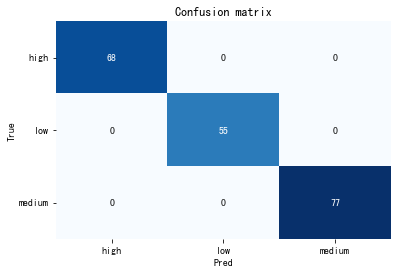 Confusion matrix
high 68 0 0
low 0 55 0
medium 0 0 77
high low medium
True
Pred